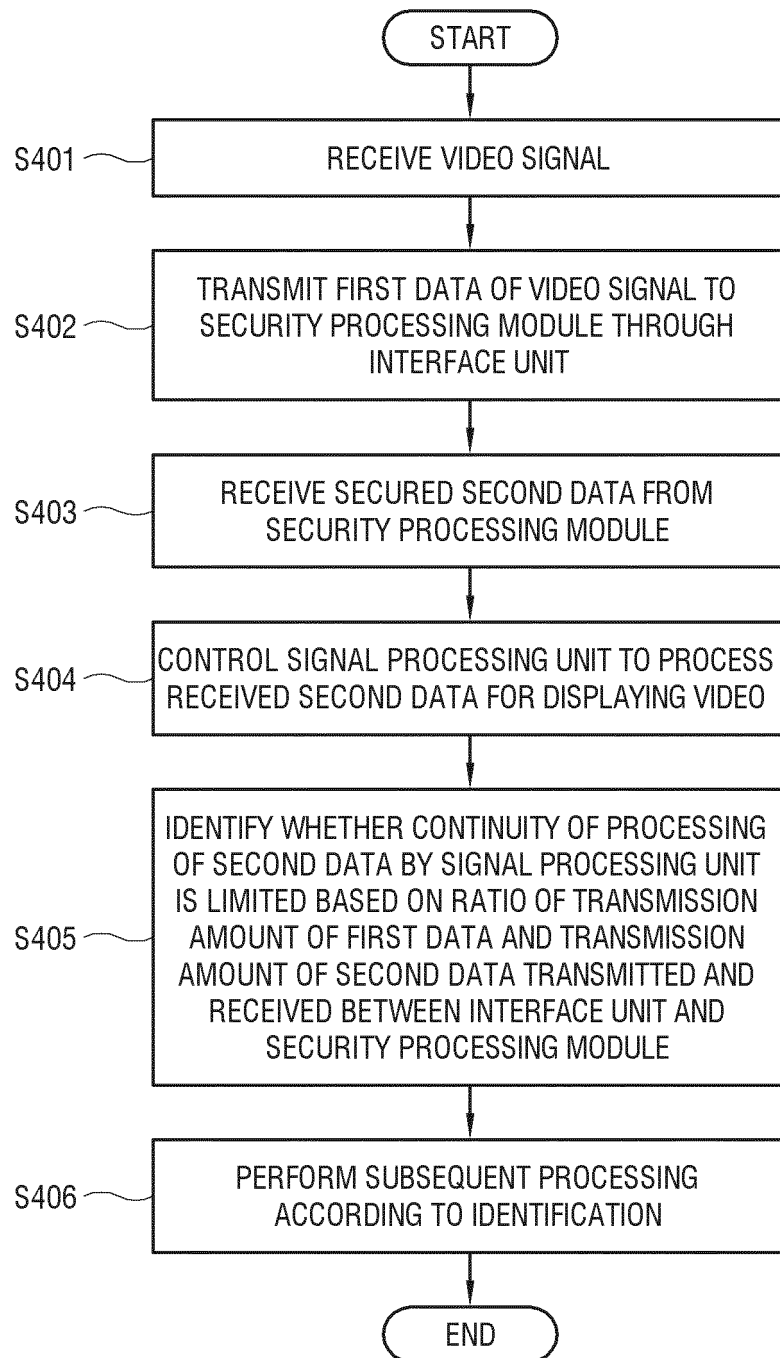 START
S401
RECEIVE VIDEO SIGNAL
S402
TRANSMIT FIRST DATA OF VIDEO SIGNAL TO
SECURITY PROCESSING MODULE THROUGH
INTERFACE UNIT
S403
RECEIVE SECURED SECOND DATA FROM
SECURITY PROCESSING MODULE
S404
CONTROL SIGNAL PROCESSING UNIT TO PROCESS
RECEIVED SECOND DATA FOR DISPLAYING VIDEO
S405
IDENTIFY WHETHER CONTINUITY OF PROCESSING
OF SECOND DATA BY SIGNAL PROCESSING UNIT
IS LIMITED BASED ON RATIO OF TRANSMISSION
AMOUNT OF FIRST DATA AND TRANSMISSION
AMOUNT OF SECOND DATA TRANSMITTED AND
RECEIVED BETWEEN INTERFACE UNIT AND
SECURITY PROCESSING MODULE
S406
PERFORM SUBSEQUENT PROCESSING
ACCORDING TO IDENTIFICATION
END